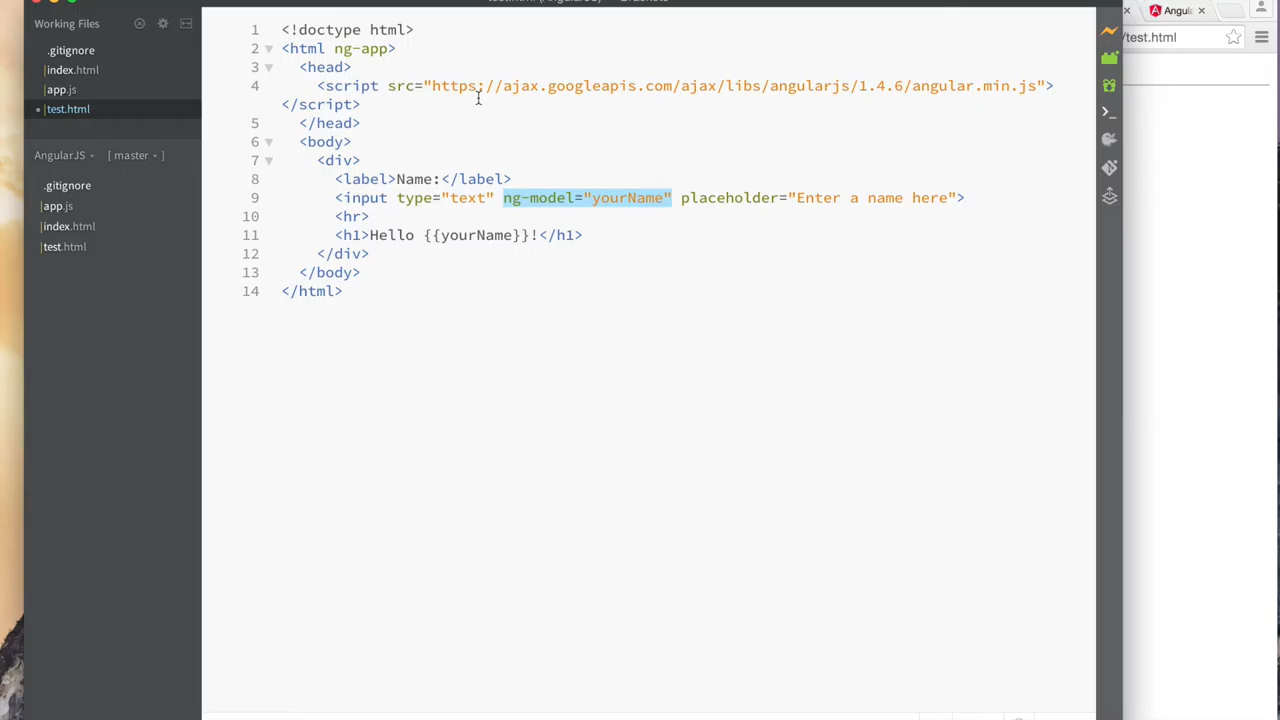 Working Files
.gitignore
index.html
app.js
test.html
AngularJS
[ master ]
.gitignore
app.js
index.html
test.html
1 <!doctype html>
2 <html ng-app>
3 <head>
4 <script src="https://ajax.googleapis.com/ajax/libs/angularjs/1.4.6/angular.min.js">
</script>
5 </head>
6 <body>
7 <div>
8 <label>Name:</label>
9 <input type="text" ng-model="yourName" placeholder="Enter a name here">
10 <hr>
11 <h1>Hello {{yourName}}!</h1>
12 </div>
13 </body>
14 </html>
Angula
/test.html